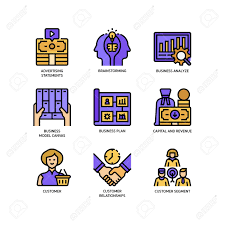 ADVERTISING
STATEMENTS
BRAINSTORMING
BUSINESS ANALYZE
BUSINESS
MODEL CANVAS
BUSINESS PLAN
CAPITAL AND REVENUE
CUSTOMER
CUSTOMER
RELATIONSHIPS
CUSTOMER SEGMENT